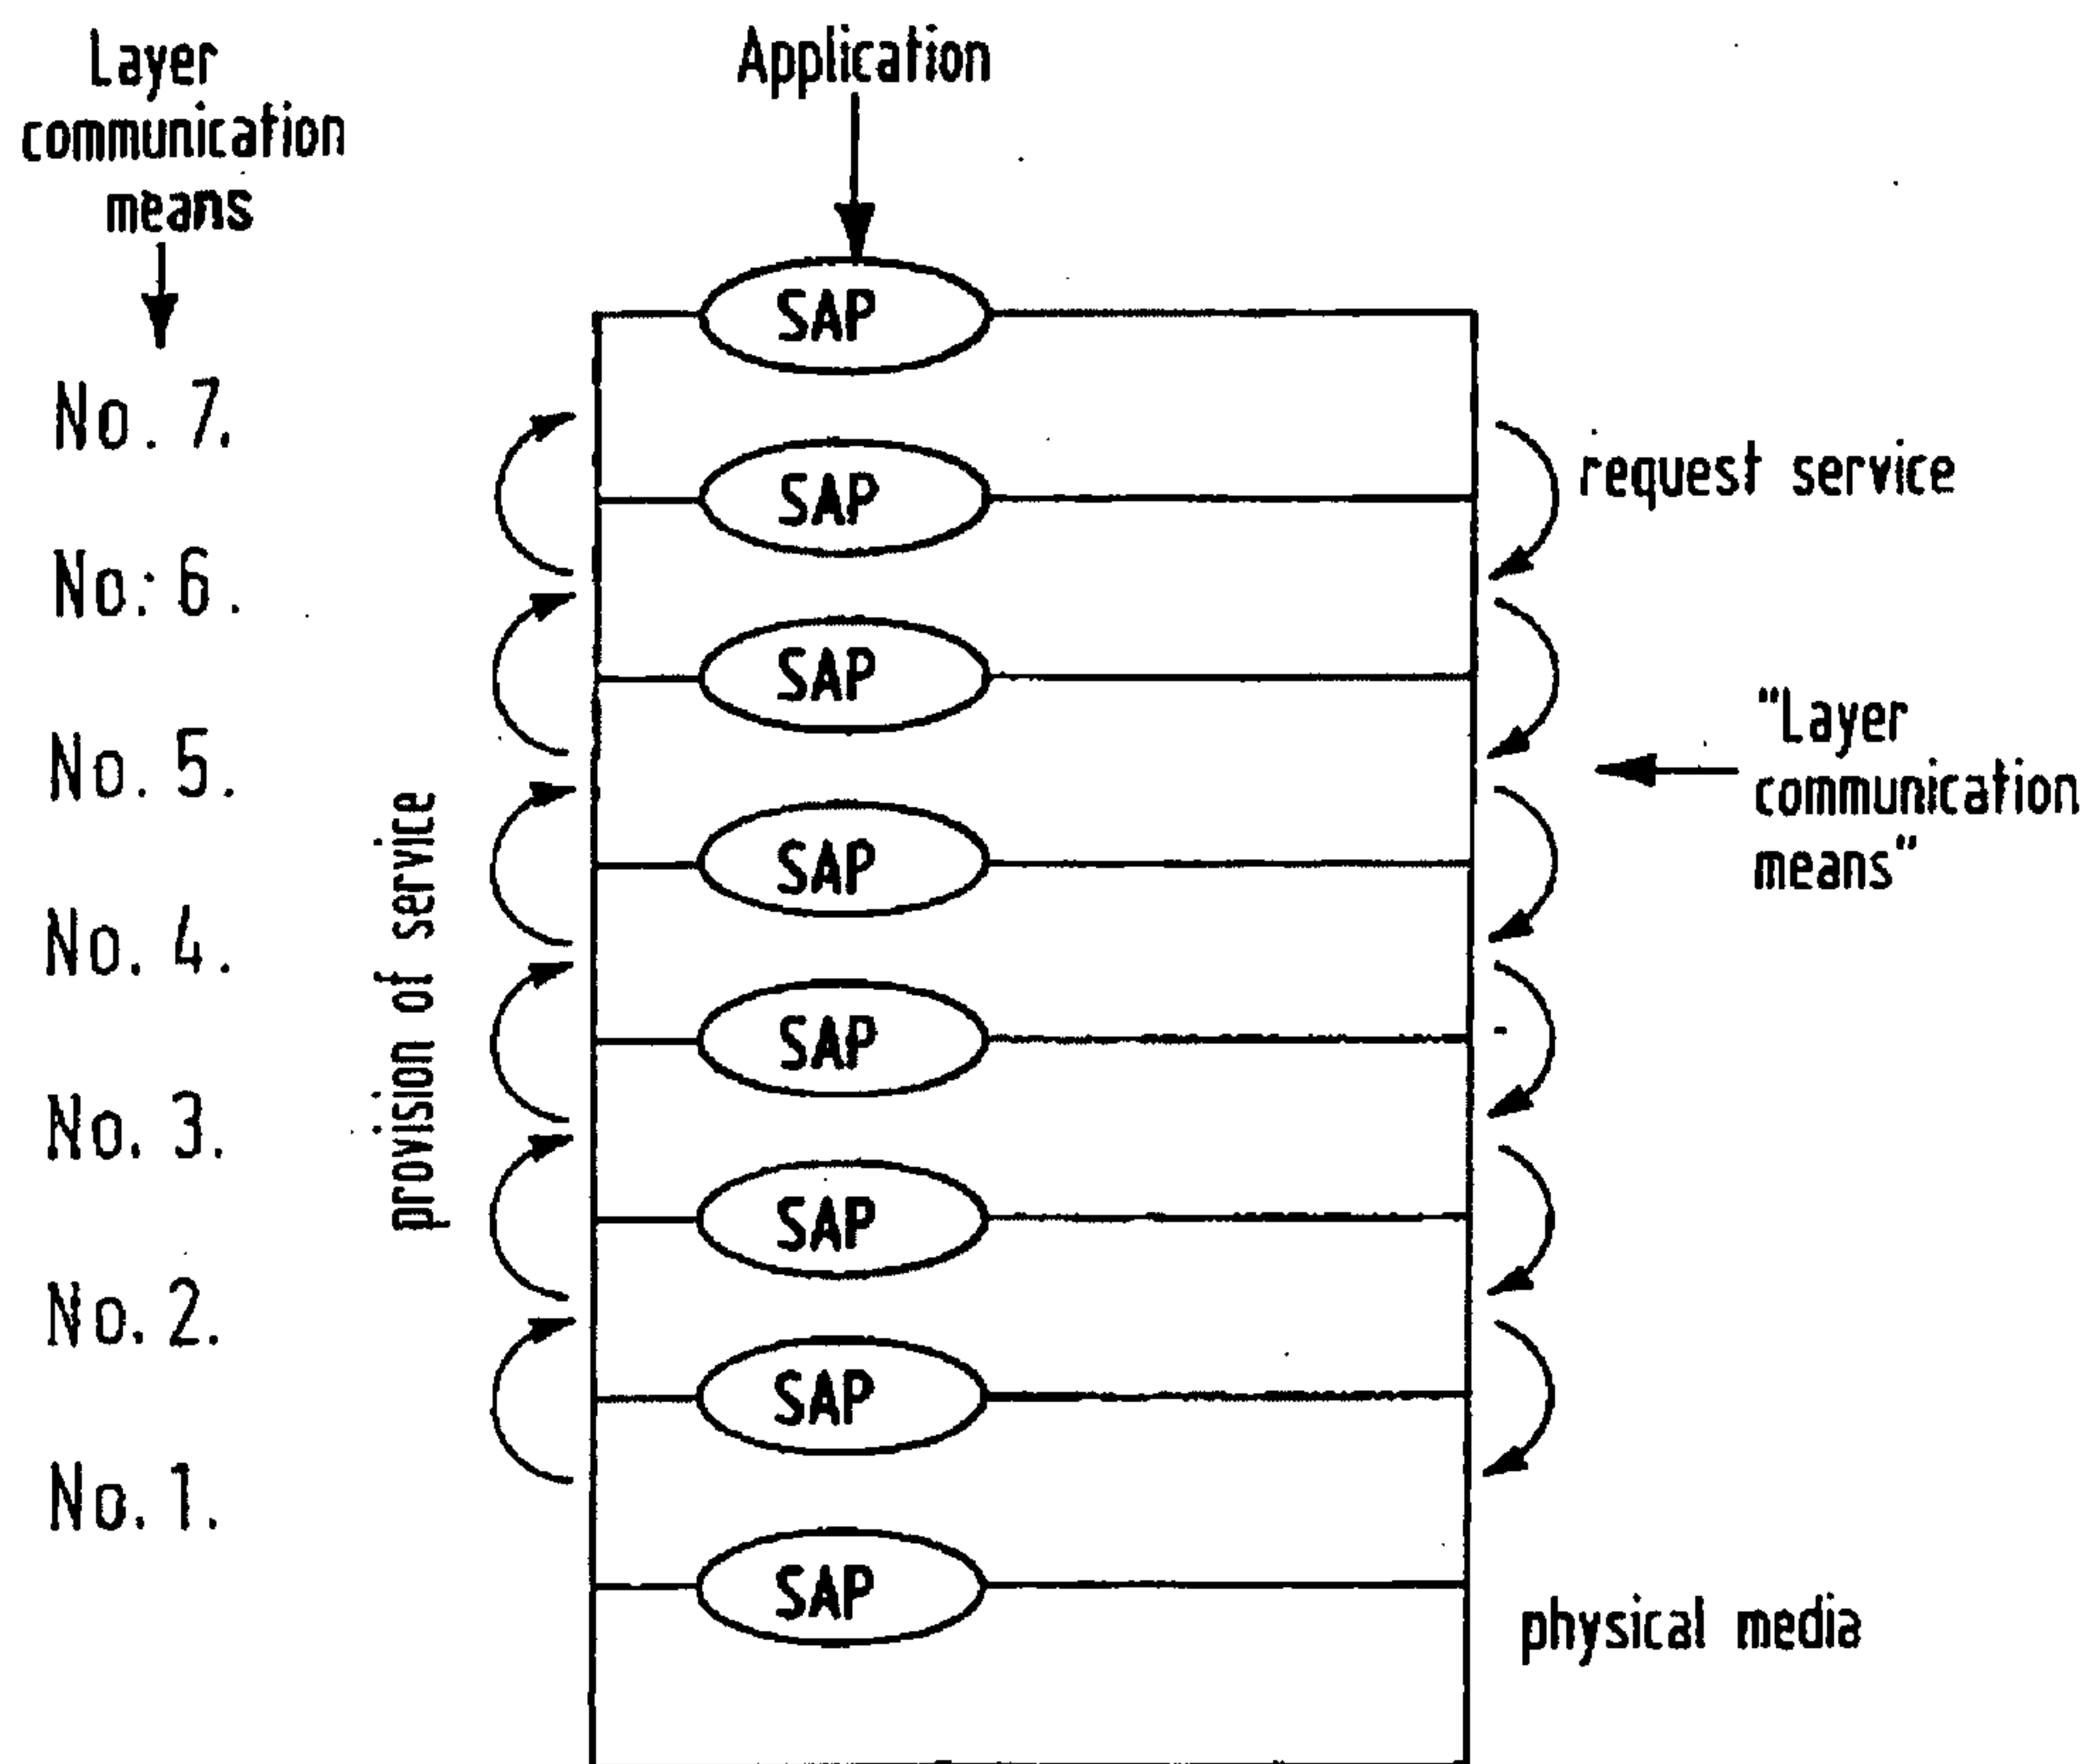 Layer
communication
means
Application
SAP
No. 7.
SAP
request service
No. 6.
SAP
"Layer
communication
means"
No. 5.
provision of service
SAP
No. 4.
SAP
No. 3.
SAP
No. 2.
SAP
No. 1.
SAP
physical media